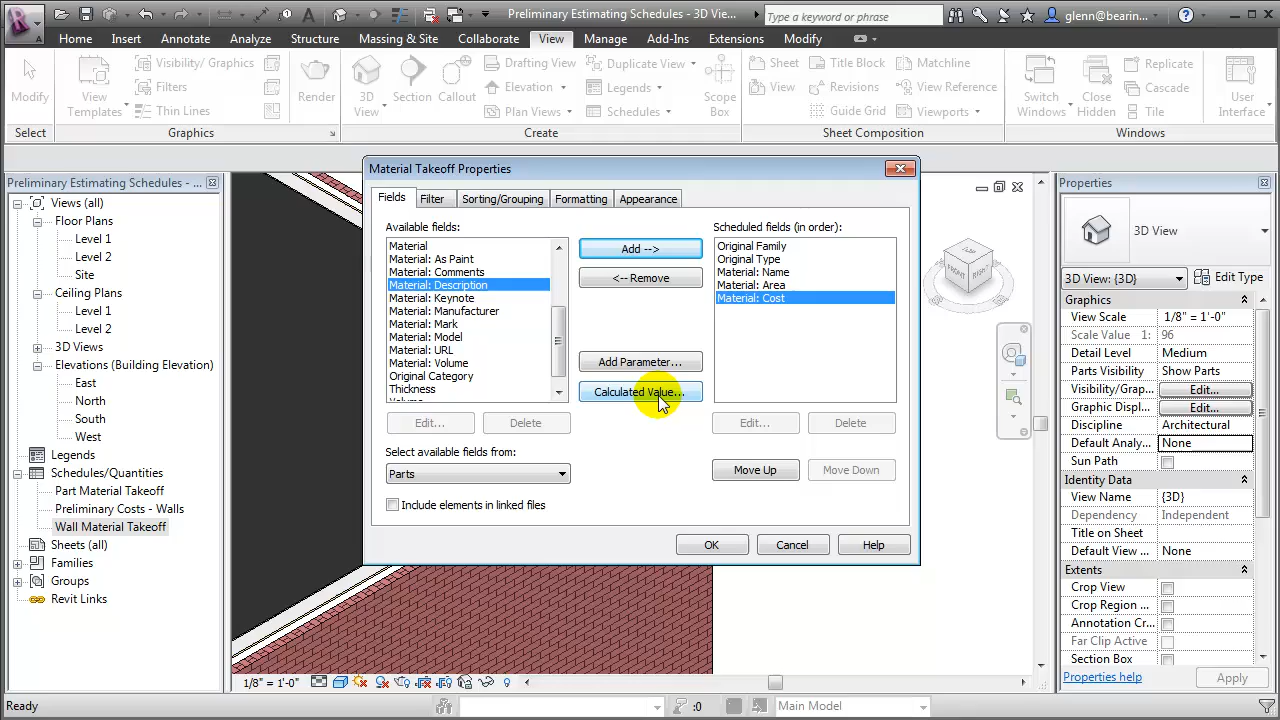 Preliminary Estimating Schedules - 3D View...
Type a keyword or phrase
glenn@bearin...
Home
Insert
Annotate
Analyze
Structure
Massing & Site
Collaborate
View
Manage
Add-Ins
Extensions
Modify
Modify
View
Templates
Visibility/ Graphics
Filters
Thin Lines
Render
3D
View
Section
Callout
Drafting View
Elevation
Plan Views
Duplicate View
Legends
Schedules
Scope
Box
Sheet
View
Title Block
Revisions
Guide Grid
Matchline
View Reference
Viewports
Switch
Windows
Close
Hidden
Replicate
Cascade
Tile
User
Interface
Select
Graphics
Create
Sheet Composition
Windows
Preliminary Estimating Schedules - ...
Views (all)
Floor Plans
Level 1
Level 2
Site
Ceiling Plans
Level 1
Level 2
3D Views
Elevations (Building Elevation)
East
North
South
West
Legends
Schedules/Quantities
Part Material Takeoff
Preliminary Costs - Walls
Wall Material Takeoff
Sheets (all)
Families
Groups
Revit Links
Material Takeoff Properties
Fields
Filter
Sorting/Grouping
Formatting
Appearance
Available fields:
Material
Material: As Paint
Material: Comments
Material: Description
Material: Keynote
Material: Manufacturer
Material: Mark
Material: Model
Material: URL
Material: Volume
Original Category
Thickness
Add -->
<-- Remove
Add Parameter...
Calculated Value...
Scheduled fields (in order):
Original Family
Original Type
Material: Name
Material: Area
Material: Cost
Edit...
Delete
Edit...
Delete
Select available fields from:
Parts
Move Up
Move Down
Include elements in linked files
OK
Cancel
Help
FRONT
RIGHT
Properties
3D View
3D View: {3D}
Edit Type
Graphics
View Scale 1/8" = 1'-0"
Scale Value 1: 96
Detail Level Medium
Parts Visibility Show Parts
Visibility/Grap... Edit...
Graphic Displ... Edit...
Discipline Architectural
Default Analy... None
Sun Path
Identity Data
View Name {3D}
Dependency Independent
Title on Sheet
Default View ... None
Extents
Crop View
Crop Region ...
Annotation Cr...
Far Clip Active
Section Box
Properties help
Apply
1/8" = 1'-0"
Ready
:0
Main Model